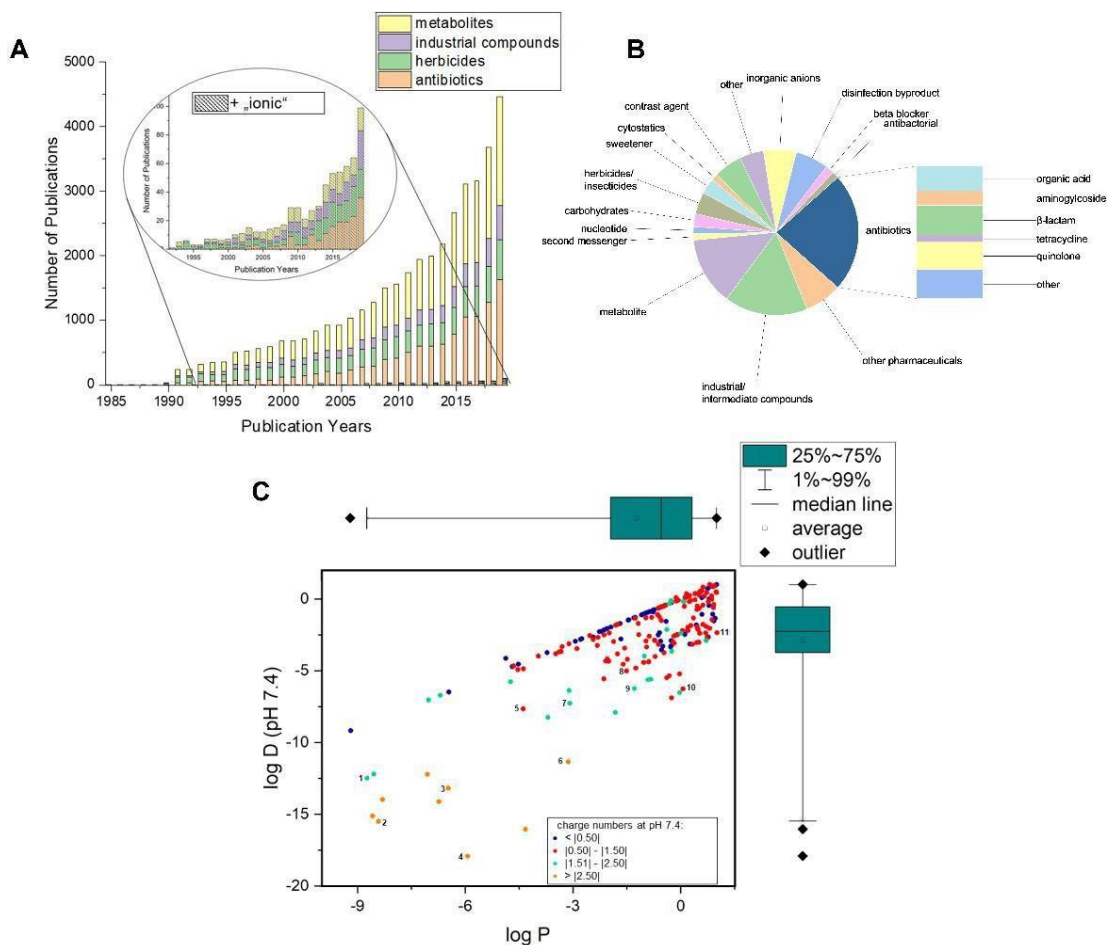 A
metabolites
industrial compounds
herbicides
antibiotics
5000
4000
3000
2000
1000
0
Number of Publications
1985
1990
1995
2000
2005
2010
2015
Publication Years
+ „ionic“
Number of Publications
80
60
40
20
1995
2000
2005
2010
2015
Publication Years
B
inorganic anions
other
disinfection byproduct
contrast agent
beta blocker
antibacterial
cytostatics
sweetener
herbicides/
insecticides
carbohydrates
nucleotide
second messenger
metabolite
industrial/
intermediate compounds
other pharmaceuticals
antibiotics
organic acid
aminogylcoside
β-lactam
tetracycline
quinolone
other
C
25%~75%
1%~99%
median line
average
outlier
0
-5
-10
-15
-20
log D (pH 7.4)
1
2
3
4
5
6
7
8
9
10
11
charge numbers at pH 7.4:
< |0.50|
|0.50| - |1.50|
|1.51| - |2.50|
> |2.50|
-9
-6
-3
0
log P